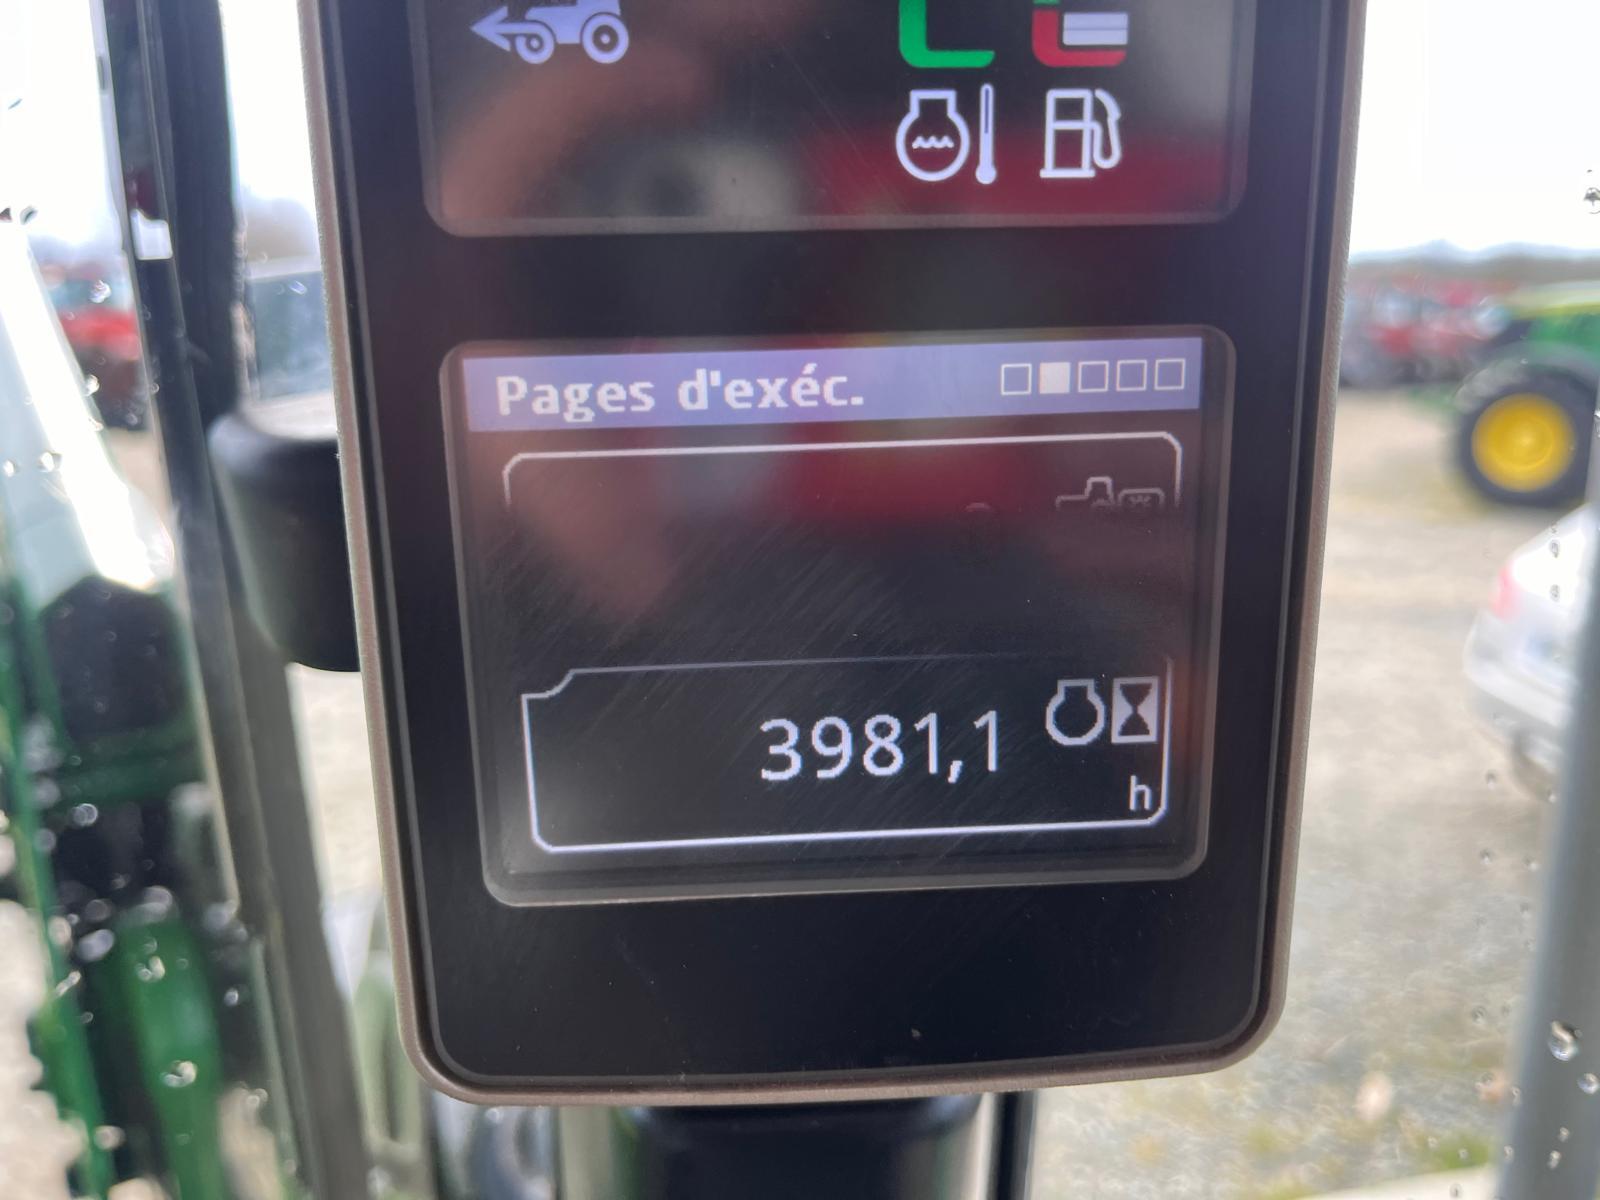 Pages d'exéc.
3981,1
h